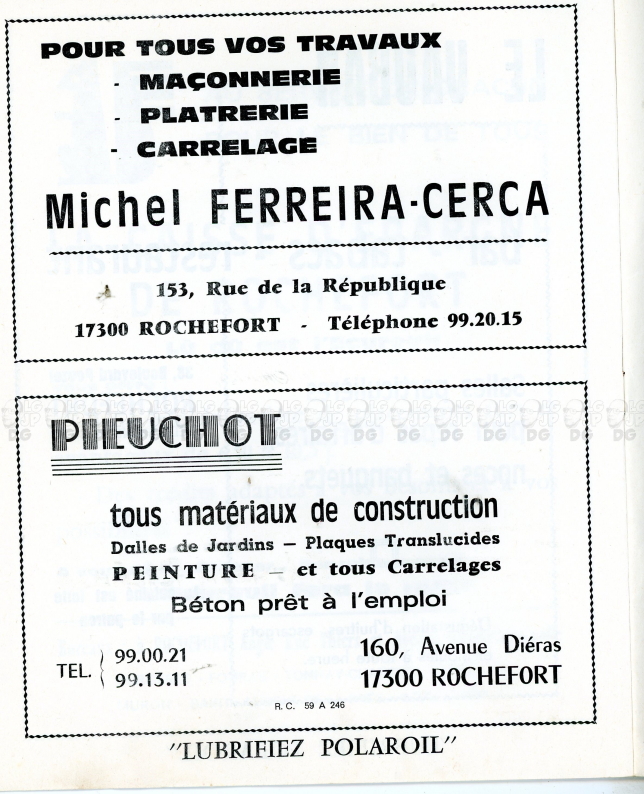 POUR TOUS VOS TRAVAUX
- MAÇONNERIE
- PLATRERIE
- CARRELAGE
Michel FERREIRA-CERCA
153, Rue de la République
17300 ROCHEFORT - Téléphone 99.20.15
PIEUCHOT
tous matériaux de construction
Dalles de Jardins — Plaques Translucides
PEINTURE — et tous Carrelages
Béton prêt à l'emploi
TEL. 99.00.21
99.13.11
160, Avenue Diéras
17300 ROCHEFORT
R. C. 59 A 246
"LUBRIFIEZ POLAROIL"